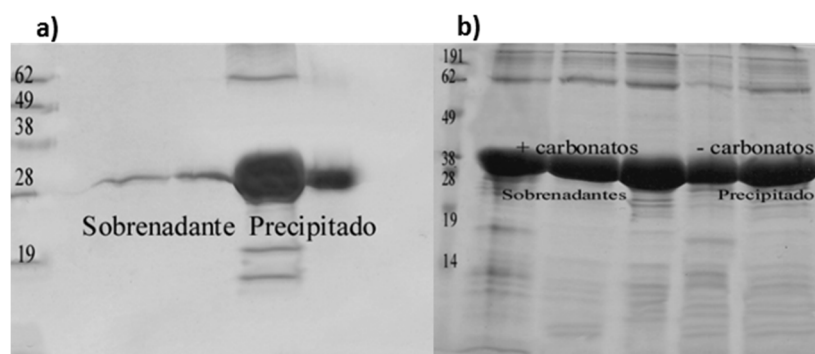 a)
62
49
38
28
19
Sobrenadante Precipitado
b)
191
62
49
38
28
19
14
+ carbonatos - carbonatos
Sobrenadantes Precipitado